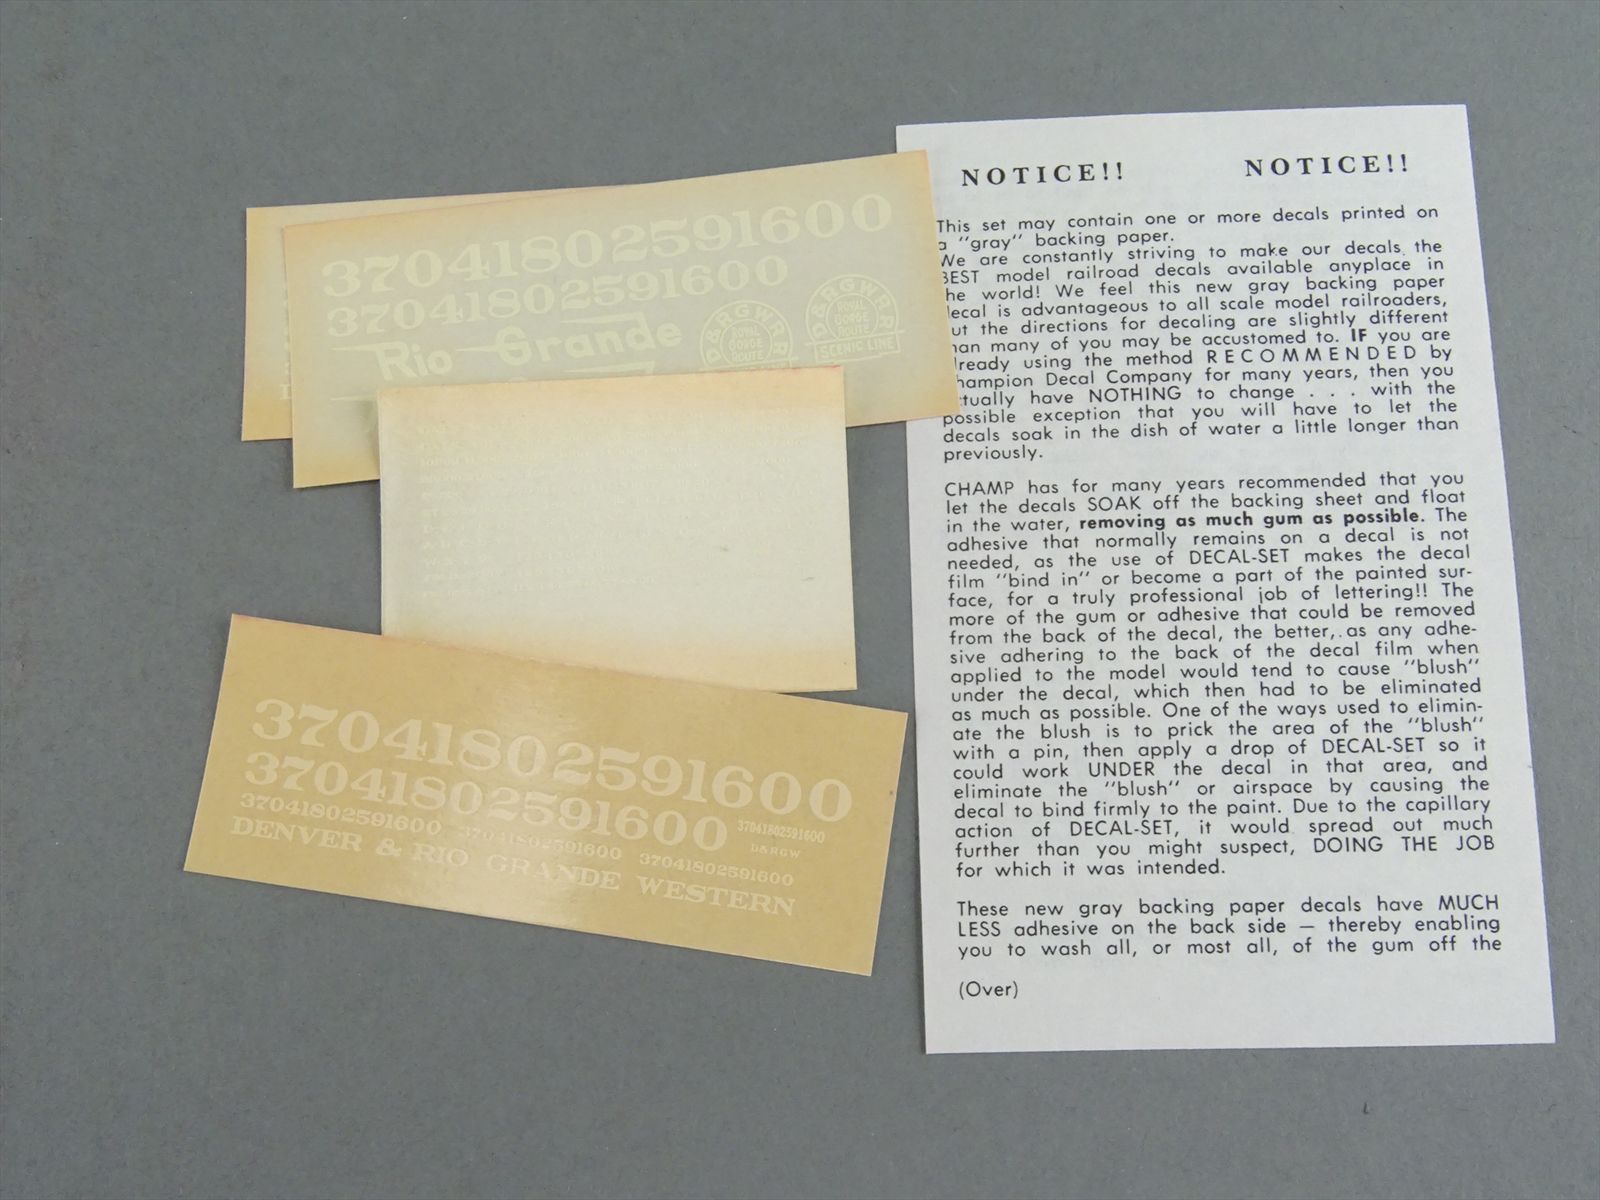 37041802591600
37041802591600
Rio Grande
D&RGWRR
ROYAL
GORGE
ROUTE
D&RGWRR
ROYAL
GORGE
ROUTE
SCENIC LINE
37041802591600
37041802591600
37041802591600
37041802591600
37041802591600
37041802591600
D&RGW
DENVER & RIO GRANDE WESTERN
NOTICE!! NOTICE!!
This set may contain one or more decals printed on
a "gray" backing paper.
We are constantly striving to make our decals the
BEST model railroad decals available anyplace in
he world! We feel this new gray backing paper
ecal is advantageous to all scale model railroaders,
ut the directions for decaling are slightly different
han many of you may be accustomed to. IF you are
lready using the method RECOMMENDED by
hampion Decal Company for many years, then you
ctually have NOTHING to change . . . with the
possible exception that you will have to let the
decals soak in the dish of water a little longer than
previously.
CHAMP has for many years recommended that you
let the decals SOAK off the backing sheet and float
in the water, removing as much gum as possible. The
adhesive that normally remains on a decal is not
needed, as the use of DECAL-SET makes the decal
film "bind in" or become a part of the painted sur-
face, for a truly professional job of lettering!! The
more of the gum or adhesive that could be removed
from the back of the decal, the better, as any adhe-
sive adhering to the back of the decal film when
applied to the model would tend to cause "blush"
under the decal, which then had to be eliminated
as much as possible. One of the ways used to elimin-
ate the blush is to prick the area of the "blush"
with a pin, then apply a drop of DECAL-SET so it
could work UNDER the decal in that area, and
eliminate the "blush" or airspace by causing the
decal to bind firmly to the paint. Due to the capillary
action of DECAL-SET, it would spread out much
further than you might suspect, DOING THE JOB
for which it was intended.
These new gray backing paper decals have MUCH
LESS adhesive on the back side — thereby enabling
you to wash all, or most all, of the gum off the
(Over)